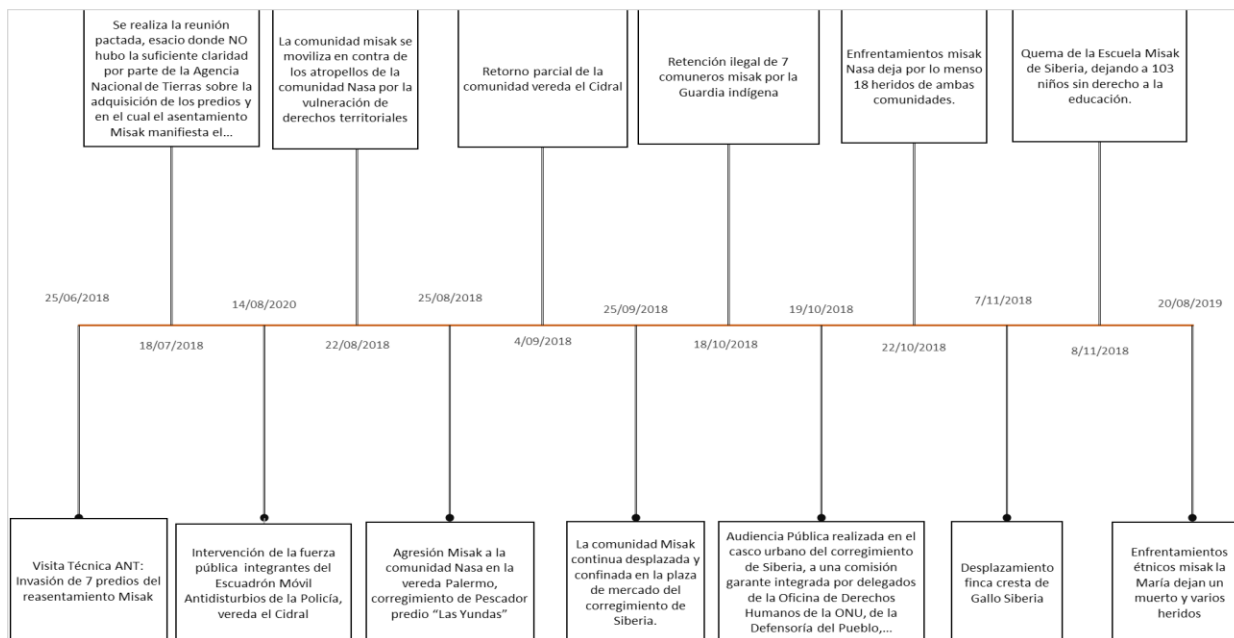 Se realiza la reunión
pactada, esacio donde NO
hubo la suficiente claridad
por parte de la Agencia
Nacional de Tierras sobre la
adquisición de los predios y
en el cual el asentamiento
Misak manifiesta el...
La comunidad misak se
moviliza en contra de
los atropellos de la
comunidad Nasa por la
vulneración de
derechos territoriales
Retorno parcial de la
comunidad vereda el Cidral
Retención ilegal de 7
comuneros misak por la
Guardia indígena
Enfrentamientos misak
Nasa deja por lo menso
18 heridos de ambas
comunidades.
Quema de la Escuela Misak
de Siberia, dejando a 103
niños sin derecho a la
educación.
25/06/2018
14/08/2020
25/08/2018
25/09/2018
19/10/2018
7/11/2018
20/08/2019
18/07/2018
22/08/2018
4/09/2018
18/10/2018
22/10/2018
8/11/2018
Visita Técnica ANT:
Invasión de 7 predios del
reasentamiento Misak
Intervención de la fuerza
pública integrantes del
Escuadrón Móvil
Antidisturbios de la Policía,
vereda el Cidral
Agresión Misak a la
comunidad Nasa en la
vereda Palermo,
corregimiento de Pescador
predio “Las Yundas”
La comunidad Misak
continua desplazada y
confinada en la plaza
de mercado del
corregimiento de
Siberia.
Audiencia Pública realizada en el
casco urbano del corregimiento
de Siberia, a una comisión
garante integrada por delegados
de la Oficina de Derechos
Humanos de la ONU, de la
Defensoría del Pueblo,...
Desplazamiento
finca cresta de
Gallo Siberia
Enfrentamientos
étnicos misak la
María dejan un
muerto y varios
heridos